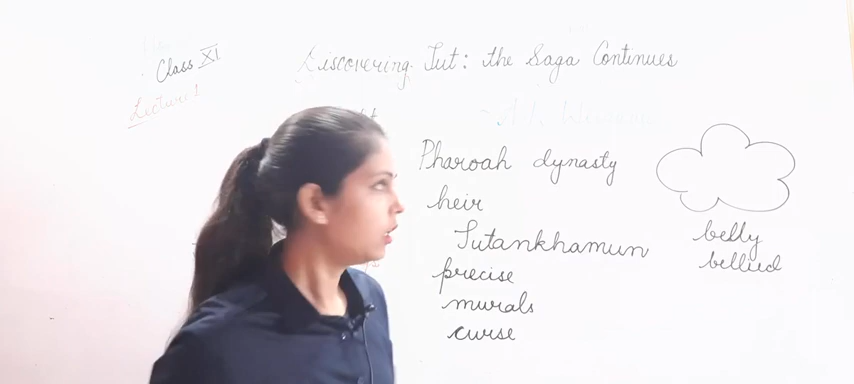 Class XI
Discovering Tut: the Saga Continues
Lecture 1
Pharoah dynasty
heir
Tutankhamun
precise
murals
curse
belly
bellied